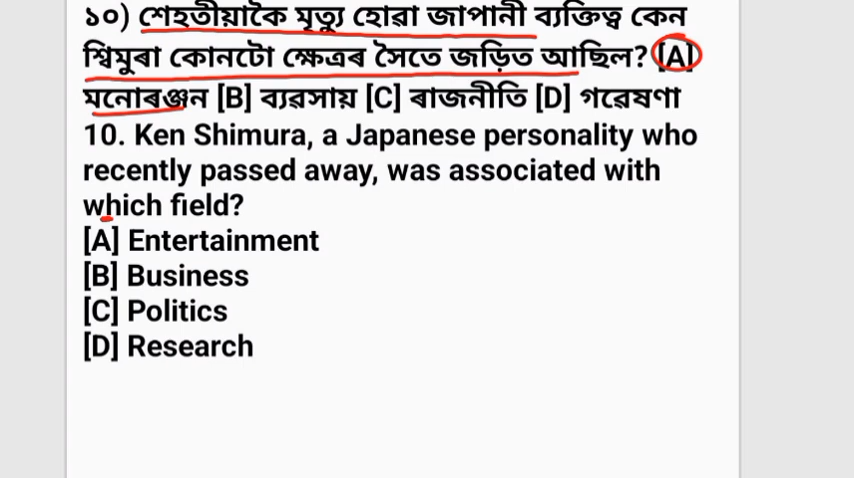 ১০) শেহতীয়াকৈ মৃত্যু হোৱা জাপানী ব্যক্তিত্ব কেন
শ্বিমুৰা কোনটো ক্ষেত্ৰৰ সৈতে জড়িত আছিল? [A]
মনোৰঞ্জন [B] ব্যৱসায় [C] ৰাজনীতি [D] গৱেষণা
10. Ken Shimura, a Japanese personality who
recently passed away, was associated with
which field?
[A] Entertainment
[B] Business
[C] Politics
[D] Research